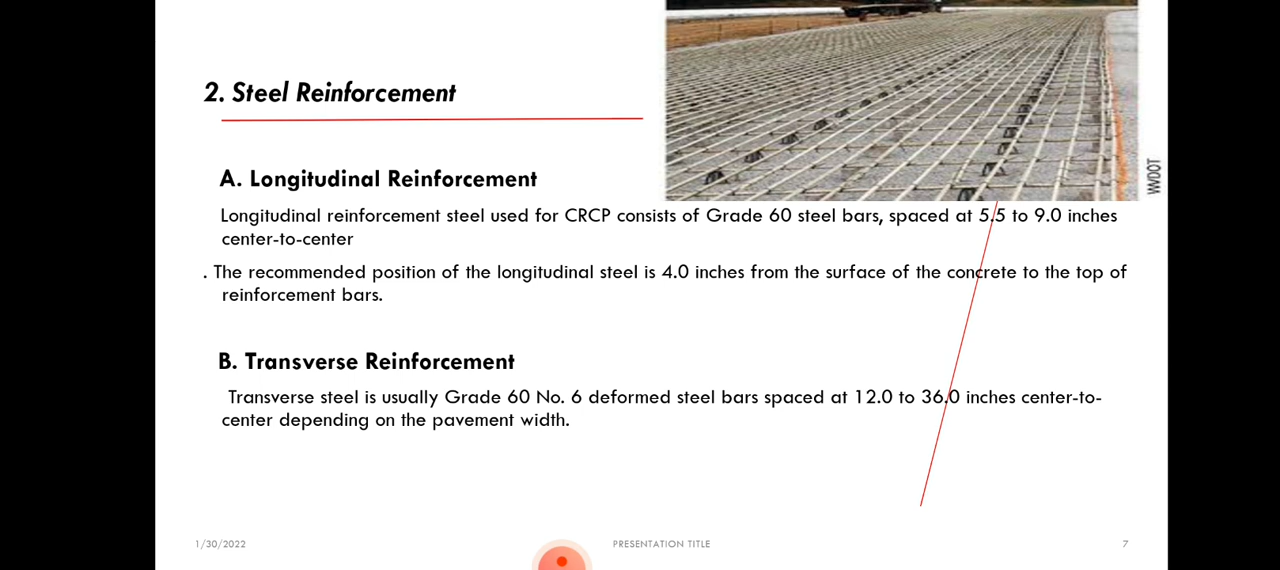 2. Steel Reinforcement
A. Longitudinal Reinforcement
Longitudinal reinforcement steel used for CRCP consists of Grade 60 steel bars, spaced at 5.5 to 9.0 inches
center-to-center
. The recommended position of the longitudinal steel is 4.0 inches from the surface of the concrete to the top of
reinforcement bars.
B. Transverse Reinforcement
Transverse steel is usually Grade 60 No. 6 deformed steel bars spaced at 12.0 to 36.0 inches center-to-
center depending on the pavement width.
1/30/2022
PRESENTATION TITLE
7